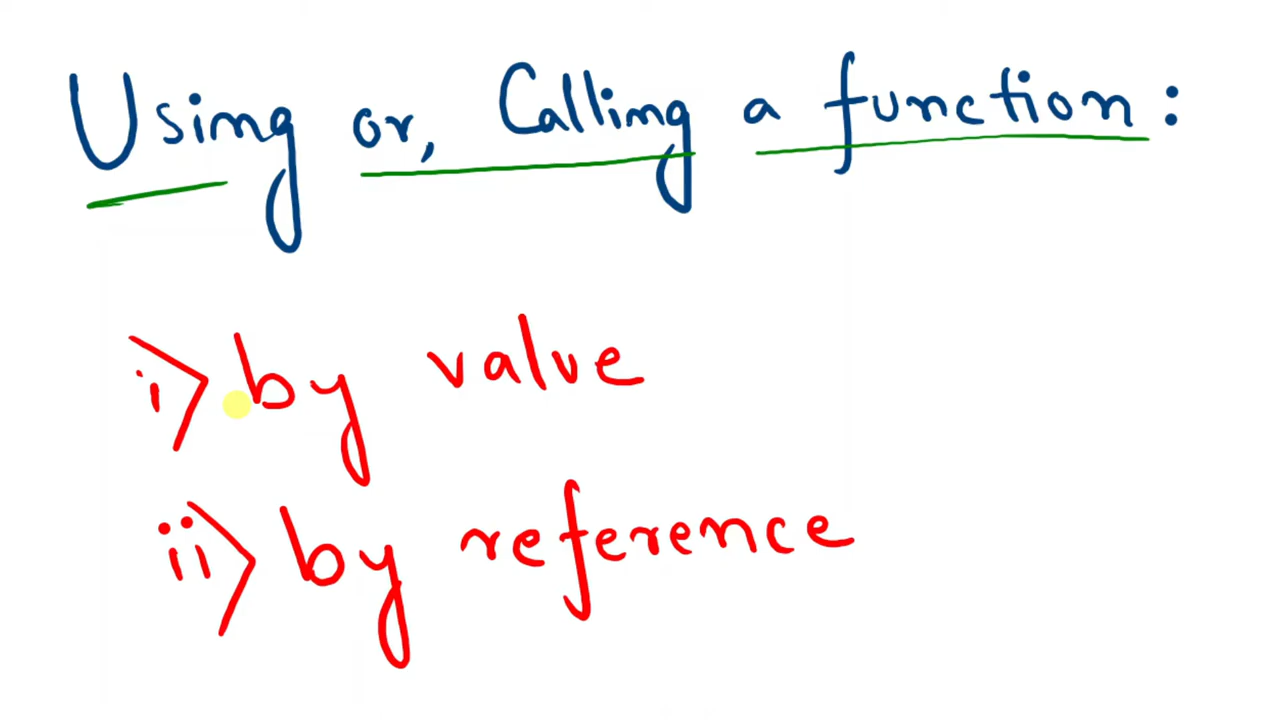 Using or, Calling a function:
i> by value
ii> by reference